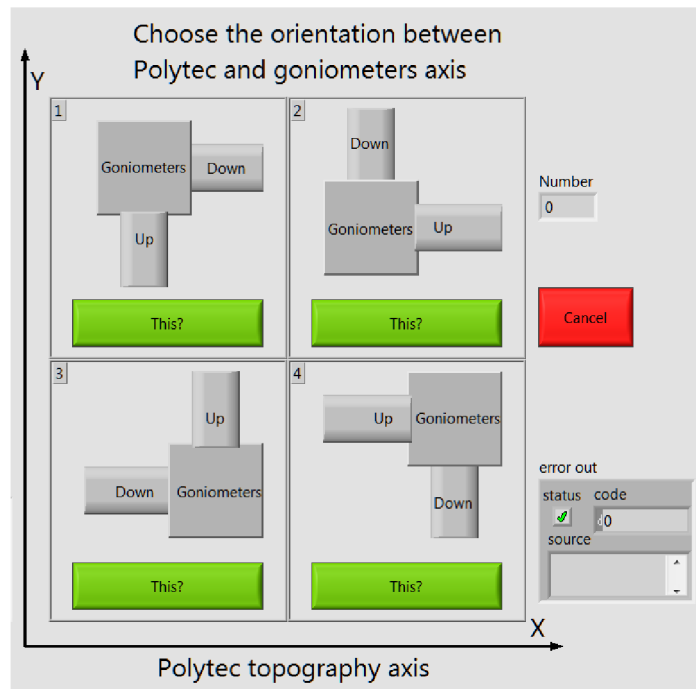 Choose the orientation between
Polytec and goniometers axis
Y
1
Goniometers
Down
Up
This?
2
Down
Goniometers
Up
This?
Number
0
Cancel
3
Up
Down
Goniometers
This?
4
Up
Goniometers
Down
This?
error out
status code
d0
source
X
Polytec topography axis